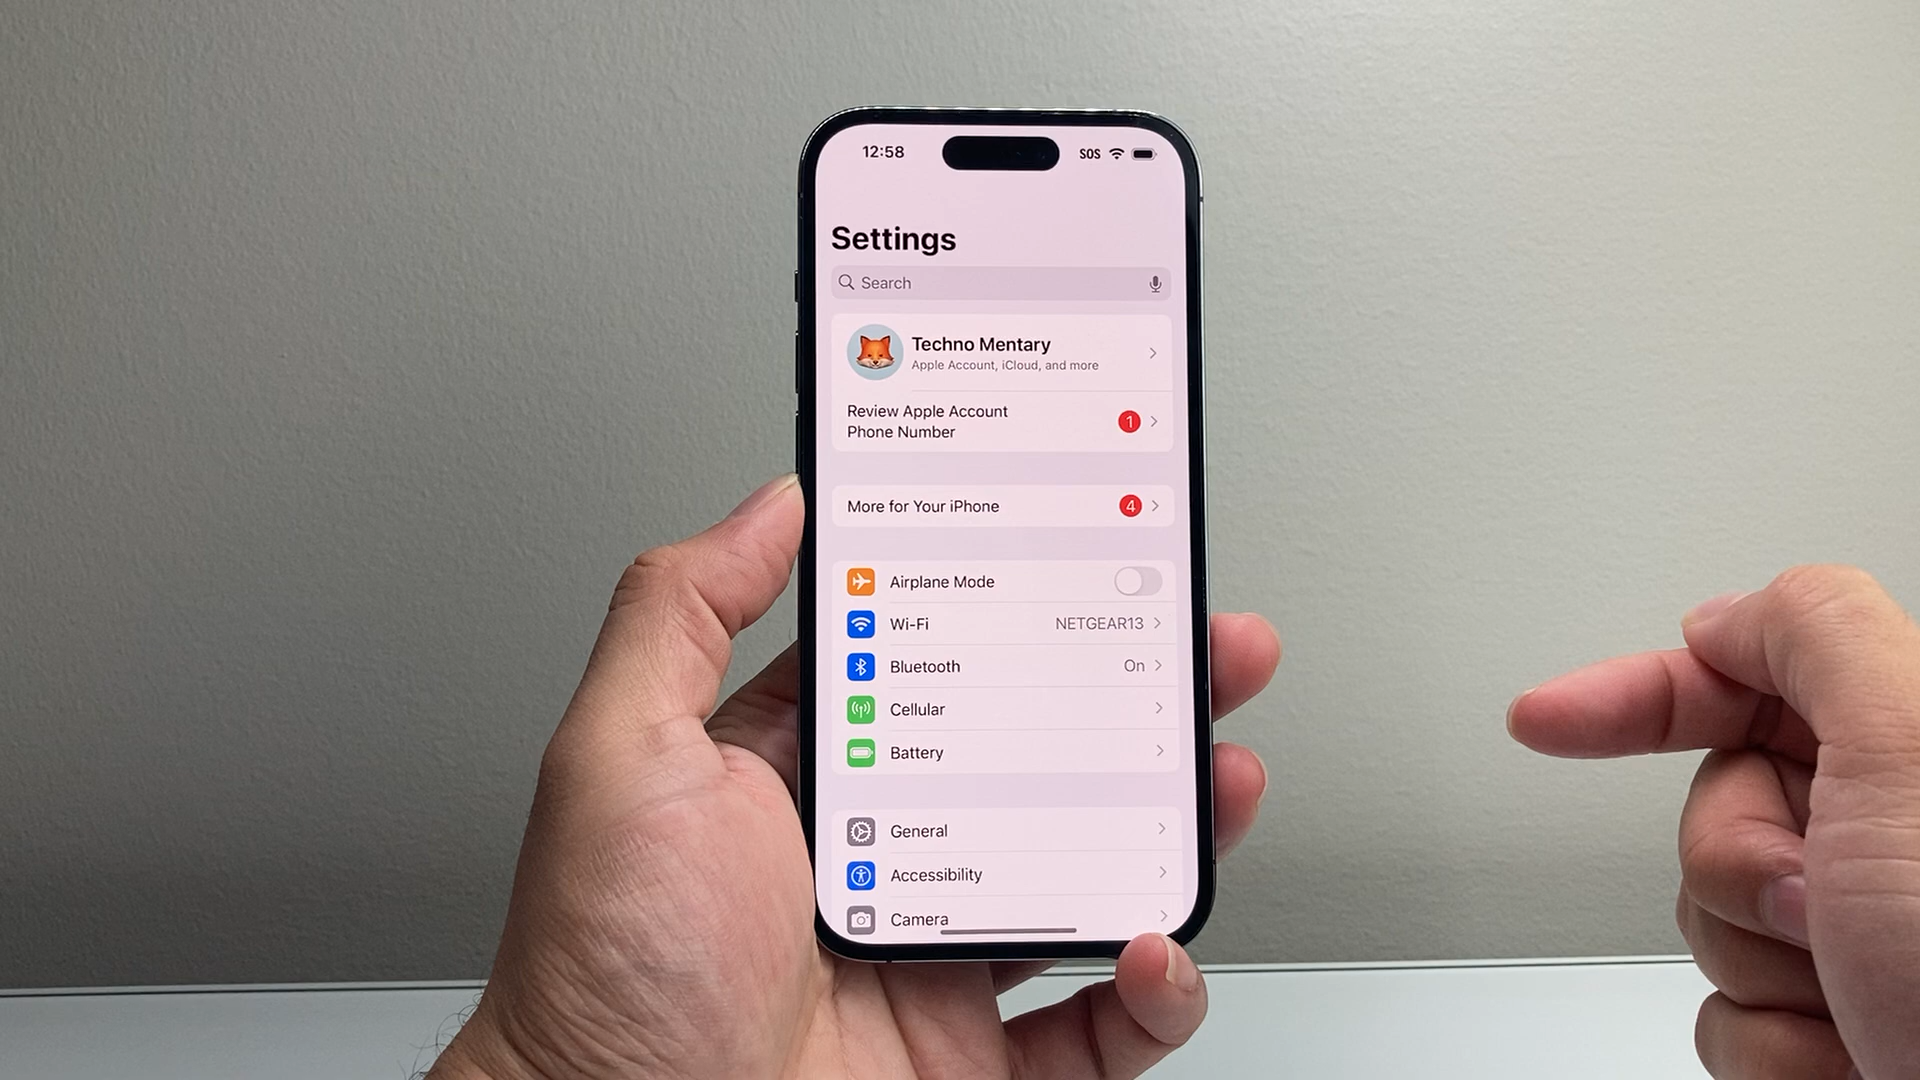 12:58 SOS
Settings
Search
Techno Mentary
Apple Account, iCloud, and more
Review Apple Account
Phone Number
1
More for Your iPhone 4
Airplane Mode
Wi-Fi NETGEAR13
Bluetooth On
Cellular
Battery
General
Accessibility
Camera